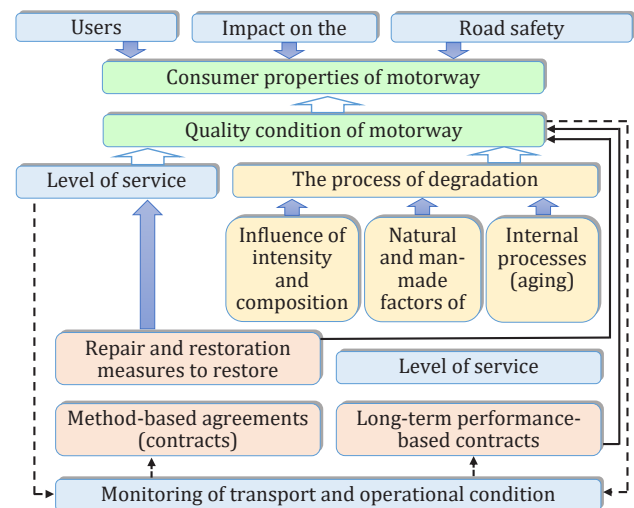 Users
Impact on the
Road safety
Consumer properties of motorway
Quality condition of motorway
Level of service
The process of degradation
Influence of
intensity and
composition
Natural
and man-
made
factors of
Internal
processes
(aging)
Repair and restoration
measures to restore
Level of service
Method-based agreements
(contracts)
Long-term performance-
based contracts
Monitoring of transport and operational condition